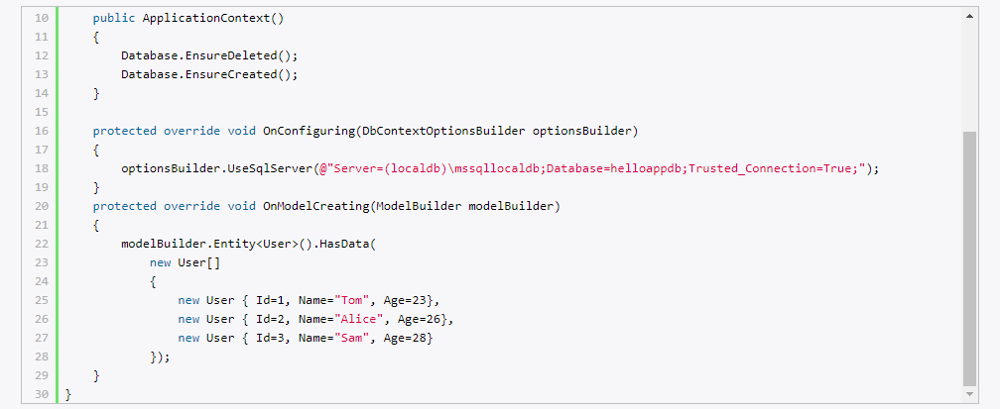 10 public ApplicationContext()
11 {
12 Database.EnsureDeleted();
13 Database.EnsureCreated();
14 }
15
16 protected override void OnConfiguring(DbContextOptionsBuilder optionsBuilder)
17 {
18 optionsBuilder.UseSqlServer(@"Server=(localdb)\mssqllocaldb;Database=helloappdb;Trusted_Connection=True;");
19 }
20 protected override void OnModelCreating(ModelBuilder modelBuilder)
21 {
22 modelBuilder.Entity<User>().HasData(
23 new User[]
24 {
25 new User { Id=1, Name="Tom", Age=23},
26 new User { Id=2, Name="Alice", Age=26},
27 new User { Id=3, Name="Sam", Age=28}
28 });
29 }
30 }